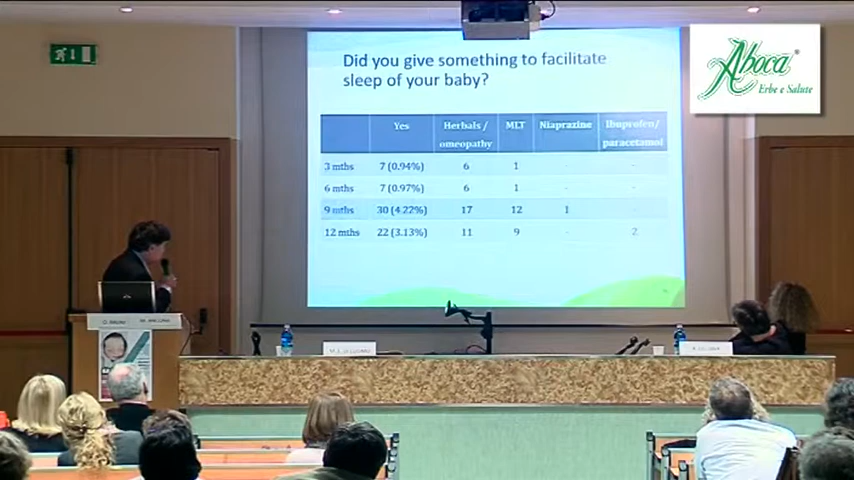 Did you give something to facilitate
sleep of your baby?
Yes Herbals / omeopathy MLT Niaprazine Ibuprofen/ paracetamol
3 mths 7 (0.94%) 6 1 - -
6 mths 7 (0.97%) 6 1 - -
9 mths 30 (4.22%) 17 12 1 -
12 mths 22 (3.13%) 11 9 - 2
Aboca®
Erbe e Salute